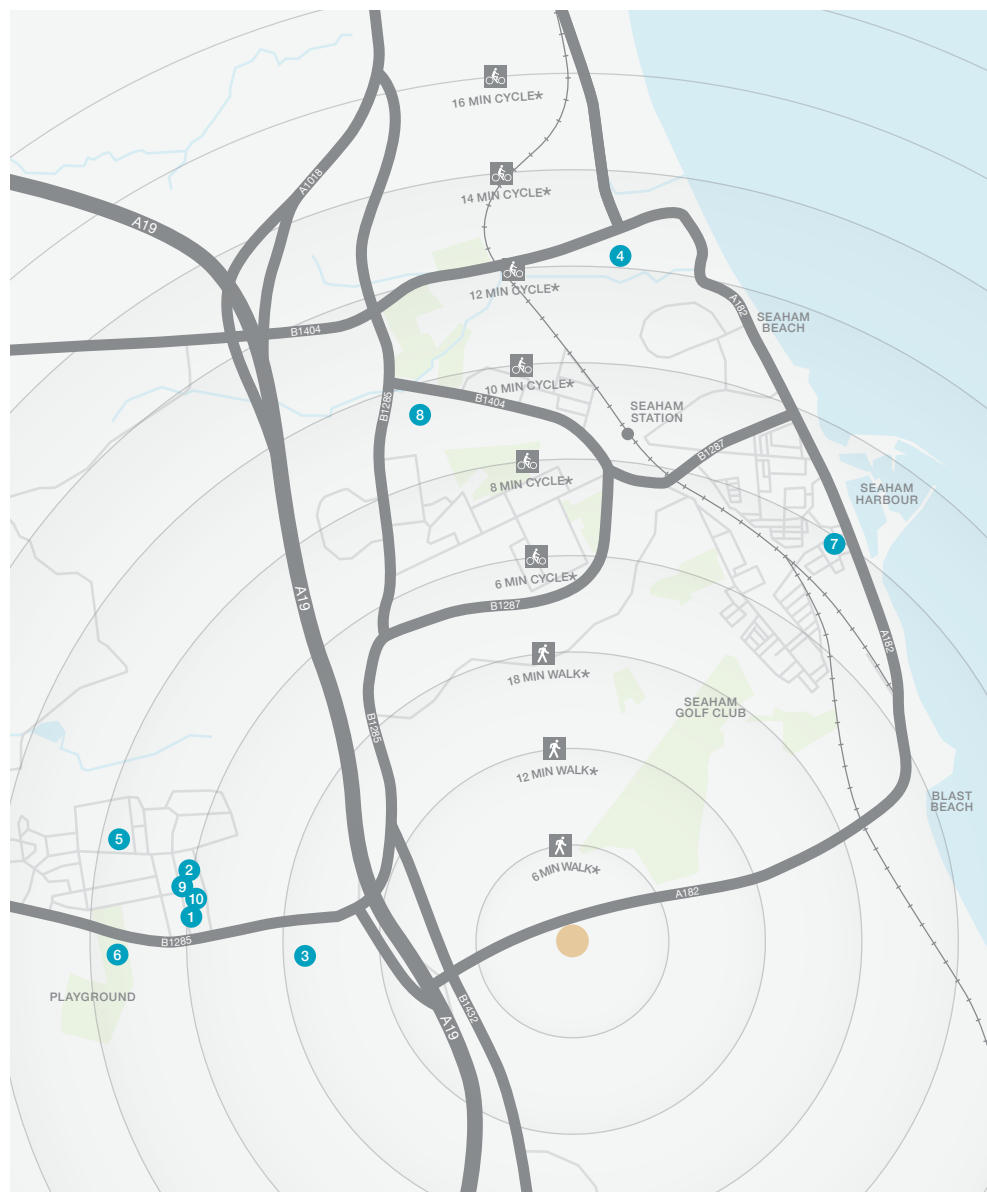 16 MIN CYCLE*
A1018
14 MIN CYCLE*
A19
4
12 MIN CYCLE*
A182
SEAHAM
BEACH
B1404
10 MIN CYCLE*
B1404
B1285
8
SEAHAM
STATION
B1287
8 MIN CYCLE*
SEAHAM
HARBOUR
7
6 MIN CYCLE*
A19
B1287
A182
18 MIN WALK*
SEAHAM
GOLF CLUB
B1285
12 MIN WALK*
BLAST
BEACH
5
6 MIN WALK*
2
9
10
1
A182
B1285
6
3
PLAYGROUND
B1432
A19